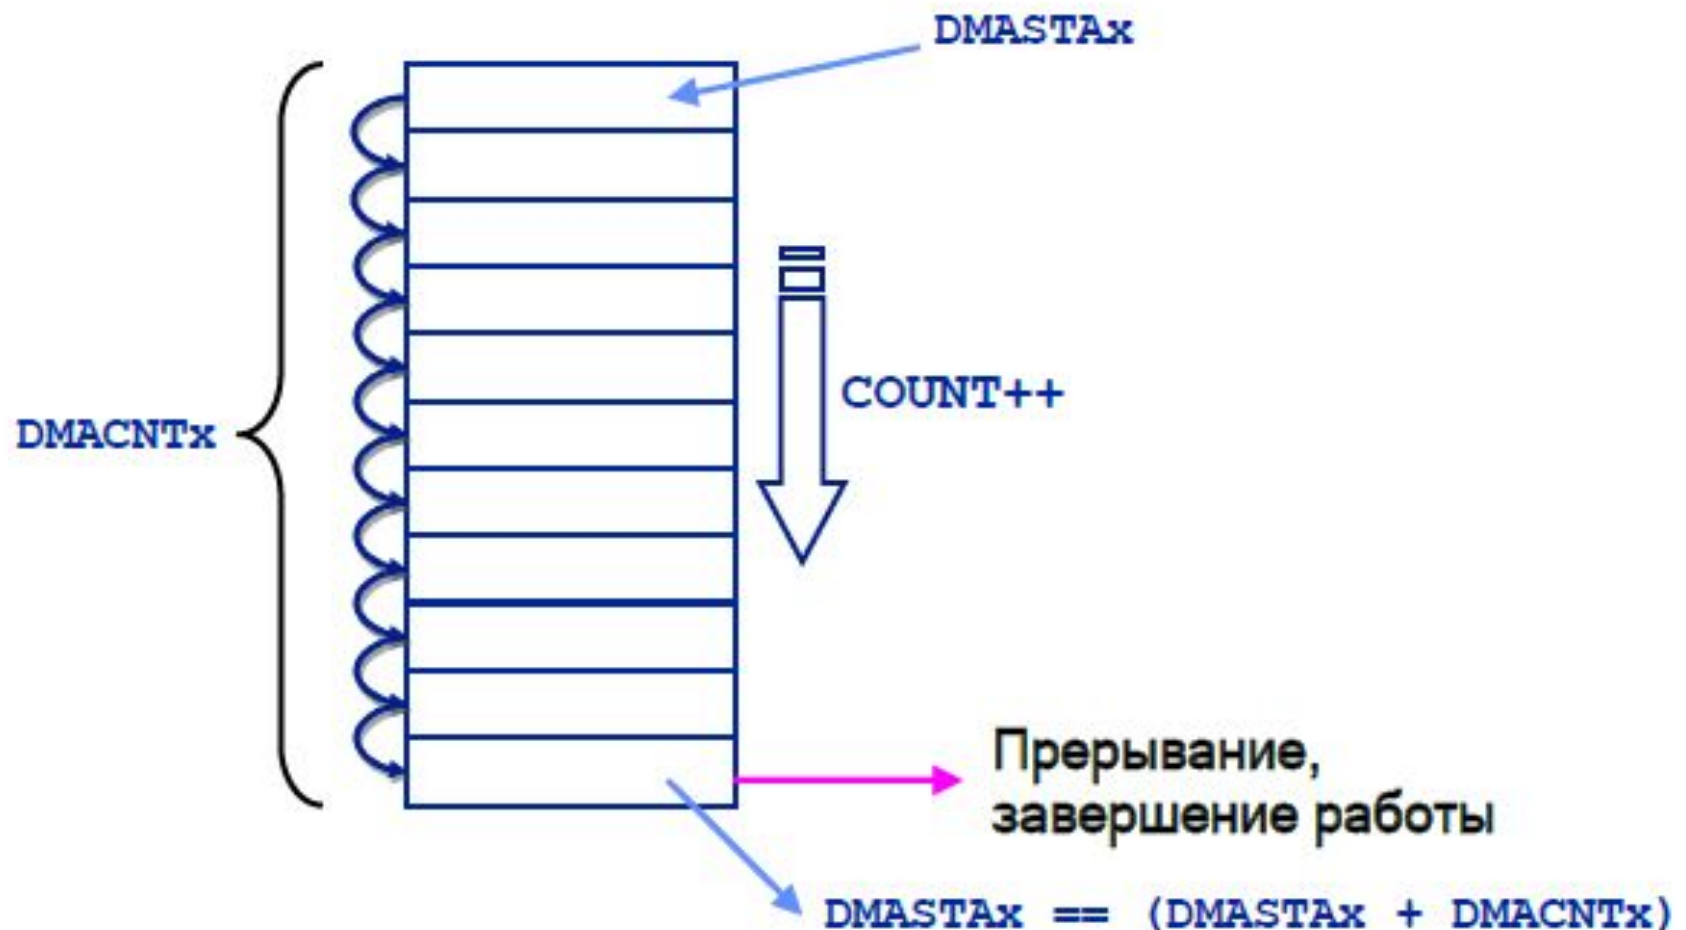 DMASTAx
COUNT++
DMACNTx
Прерывание,
завершение работы
DMASTAx == (DMASTAx + DMACNTx)